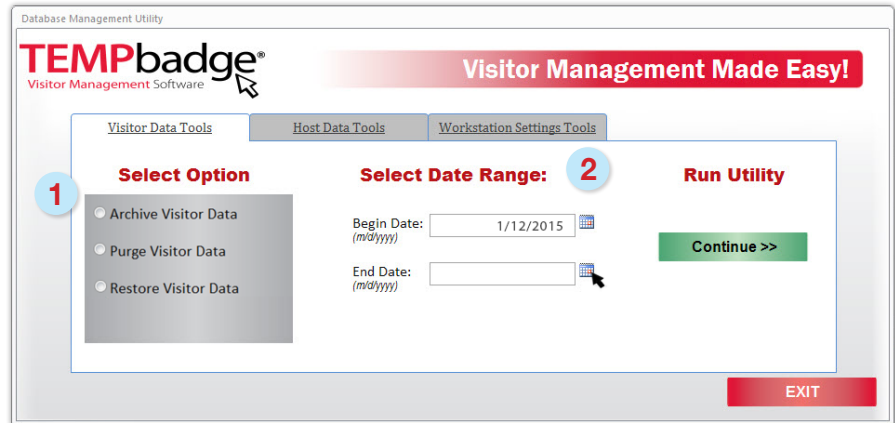 Database Management Utility
TEMPbadge®
Visitor Management Software
Visitor Management Made Easy!
Visitor Data Tools
Host Data Tools
Workstation Settings Tools
1
Select Option
Archive Visitor Data
Purge Visitor Data
Restore Visitor Data
Select Date Range:
2
Begin Date:
1/12/2015
(m/d/yyyy)
End Date:
(m/d/yyyy)
Run Utility
Continue >>
EXIT